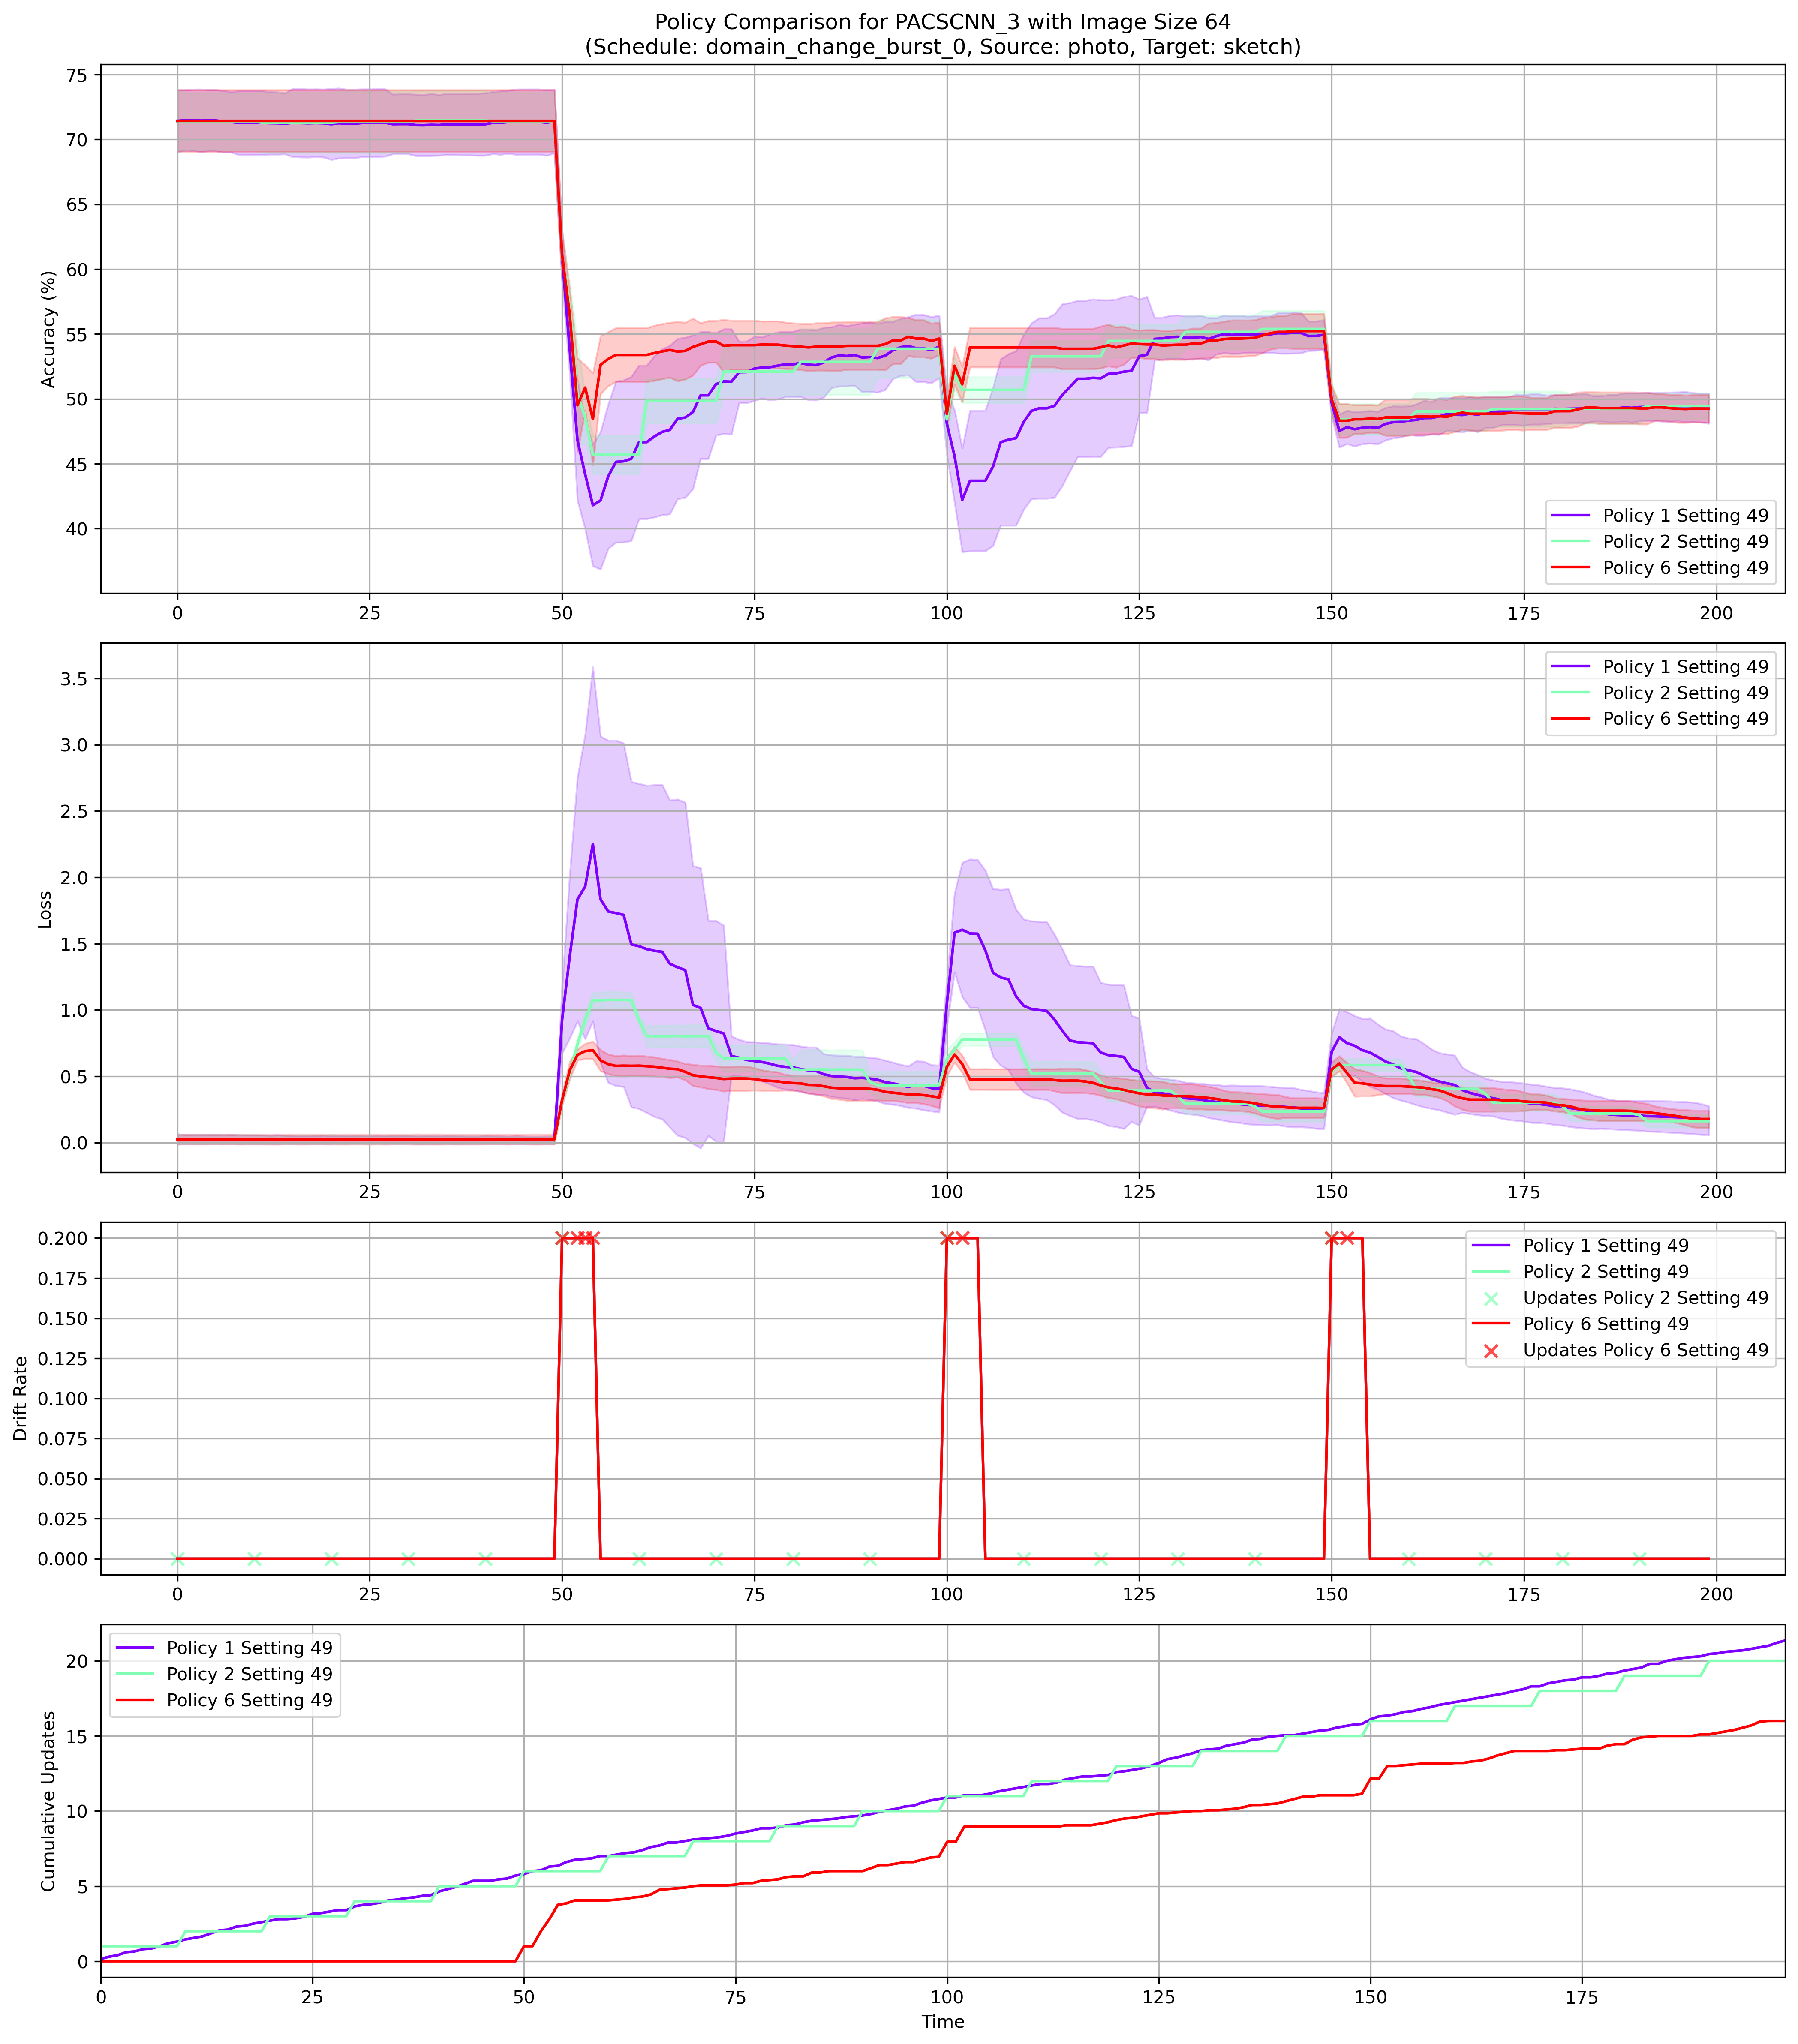 Policy Comparison for PACSCNN_3 with Image Size 64
(Schedule: domain_change_burst_0, Source: photo, Target: sketch)
75
70
65
60
55
50
45
40
Accuracy (%)
Policy 1 Setting 49
Policy 2 Setting 49
Policy 6 Setting 49
0 25 50 75 100 125 150 175 200
3.5
3.0
2.5
2.0
1.5
1.0
0.5
0.0
Loss
Policy 1 Setting 49
Policy 2 Setting 49
Policy 6 Setting 49
0 25 50 75 100 125 150 175 200
0.200
0.175
0.150
0.125
0.100
0.075
0.050
0.025
0.000
Drift Rate
Policy 1 Setting 49
Policy 2 Setting 49
Updates Policy 2 Setting 49
Policy 6 Setting 49
Updates Policy 6 Setting 49
0 25 50 75 100 125 150 175 200
20
15
10
5
0
Cumulative Updates
Policy 1 Setting 49
Policy 2 Setting 49
Policy 6 Setting 49
0 25 50 75 100 125 150 175
Time